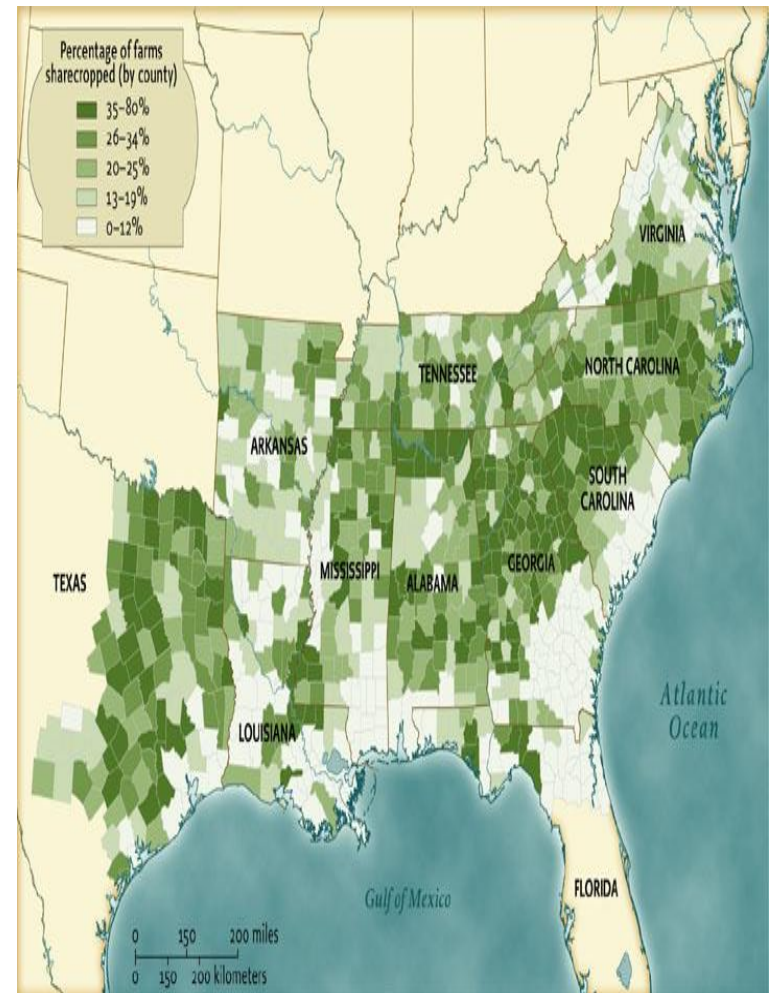 Percentage of farms
sharecropped (by county)
35–80%
26–34%
20–25%
13–19%
0–12%
VIRGINIA
TENNESSEE
NORTH CAROLINA
ARKANSAS
SOUTH
CAROLINA
TEXAS
MISSISSIPPI
ALABAMA
GEORGIA
LOUISIANA
Atlantic
Ocean
FLORIDA
Gulf of Mexico
0 150 200 miles
0 150 200 kilometers